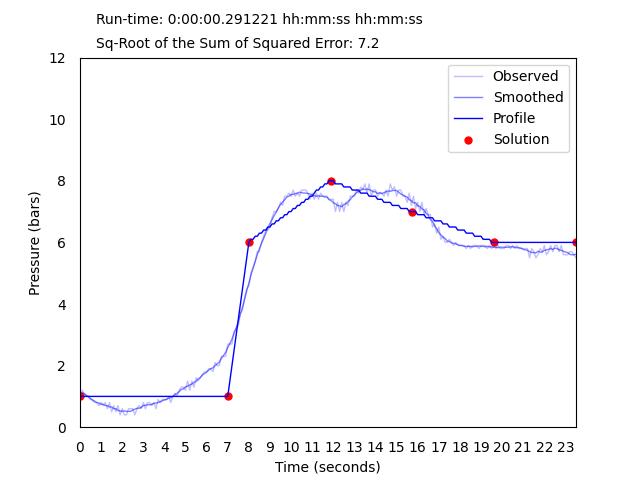 Run-time: 0:00:00.291221 hh:mm:ss hh:mm:ss
Sq-Root of the Sum of Squared Error: 7.2
12
10
8
6
4
2
0
Pressure (bars)
Observed
Smoothed
Profile
Solution
0 1 2 3 4 5 6 7 8 9 10 11 12 13 14 15 16 17 18 19 20 21 22 23
Time (seconds)